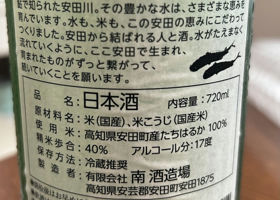 鮎で知られた安田川。その豊かな水は、さまざまな恵みを
育んでいます。水も、米も、この安田の恵みにこだわって
つくりました。安田から結ばれる人と酒。水がたえまなく
流れていくように、ここ安田で生まれ、
育まれたものがずっと繋がって、
続いていくことを願います。
品目：日本酒 内容量：720ml
原材料名：米（国産）、米こうじ（国産米）
使用米：高知県安田町産たちはるか 100%
精米歩合：40% アルコール分：17度
保存方法：冷蔵推奨
製造者：有限会社 南 酒造場
高知県安芸郡安田町安田1875